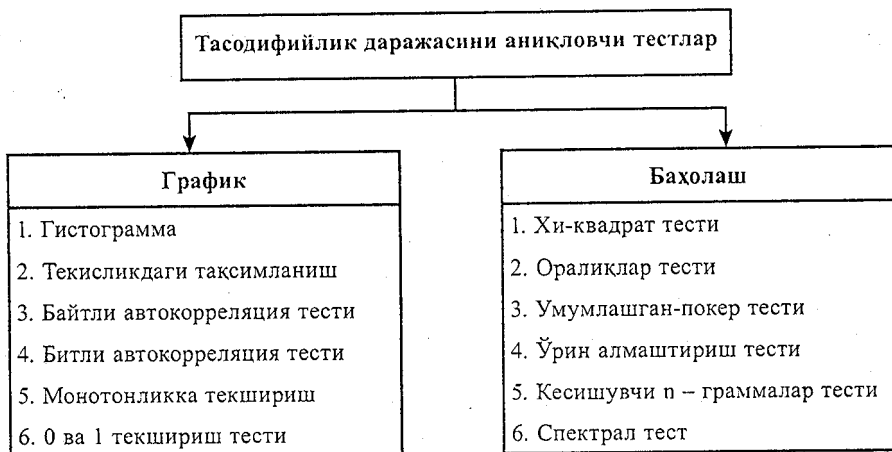 Тасодифийлик даражасини аниқловчи тестлар
График
1. Гистограмма
2. Текисликдаги тақсимланиш
3. Байтли автокорреляция тести
4. Битли автокорреляция тести
5. Монотонликка текшириш
6. 0 ва 1 текшириш тести
Баҳолаш
1. Хи-квадрат тести
2. Оралиқлар тести
3. Умумлашган-покер тести
4. Ўрин алмаштириш тести
5. Кесишувчи n – граммалар тести
6. Спектрал тест